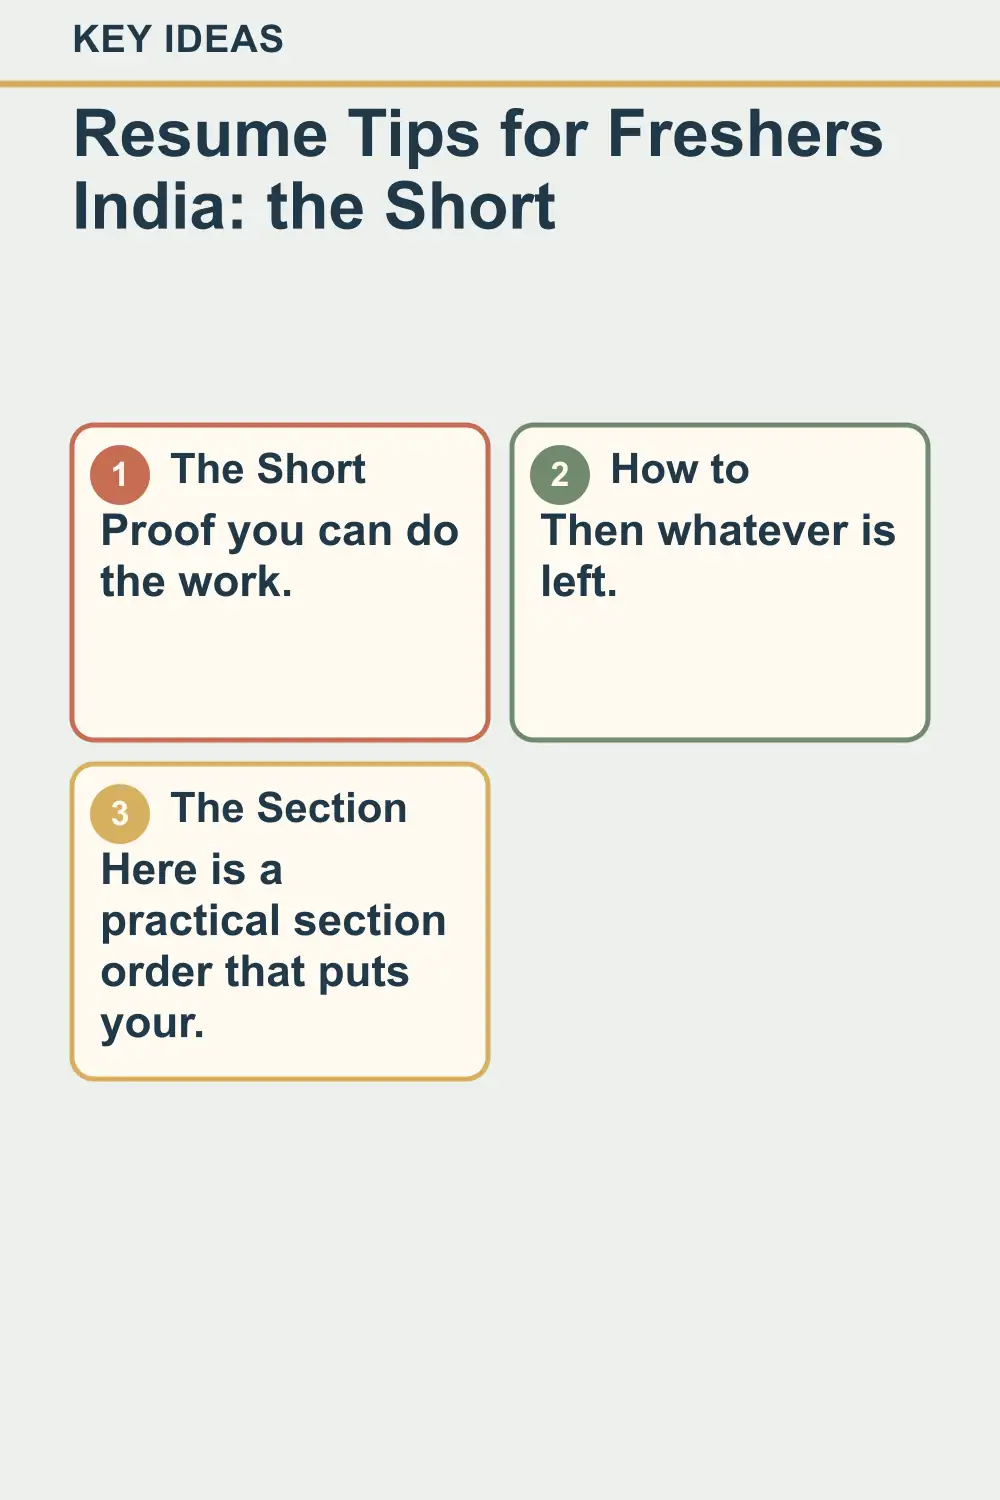 KEY IDEAS
Resume Tips for Freshers
India: the Short
1 The Short
Proof you can do
the work.
2 How to
Then whatever is
left.
3 The Section
Here is a
practical section
order that puts
your.